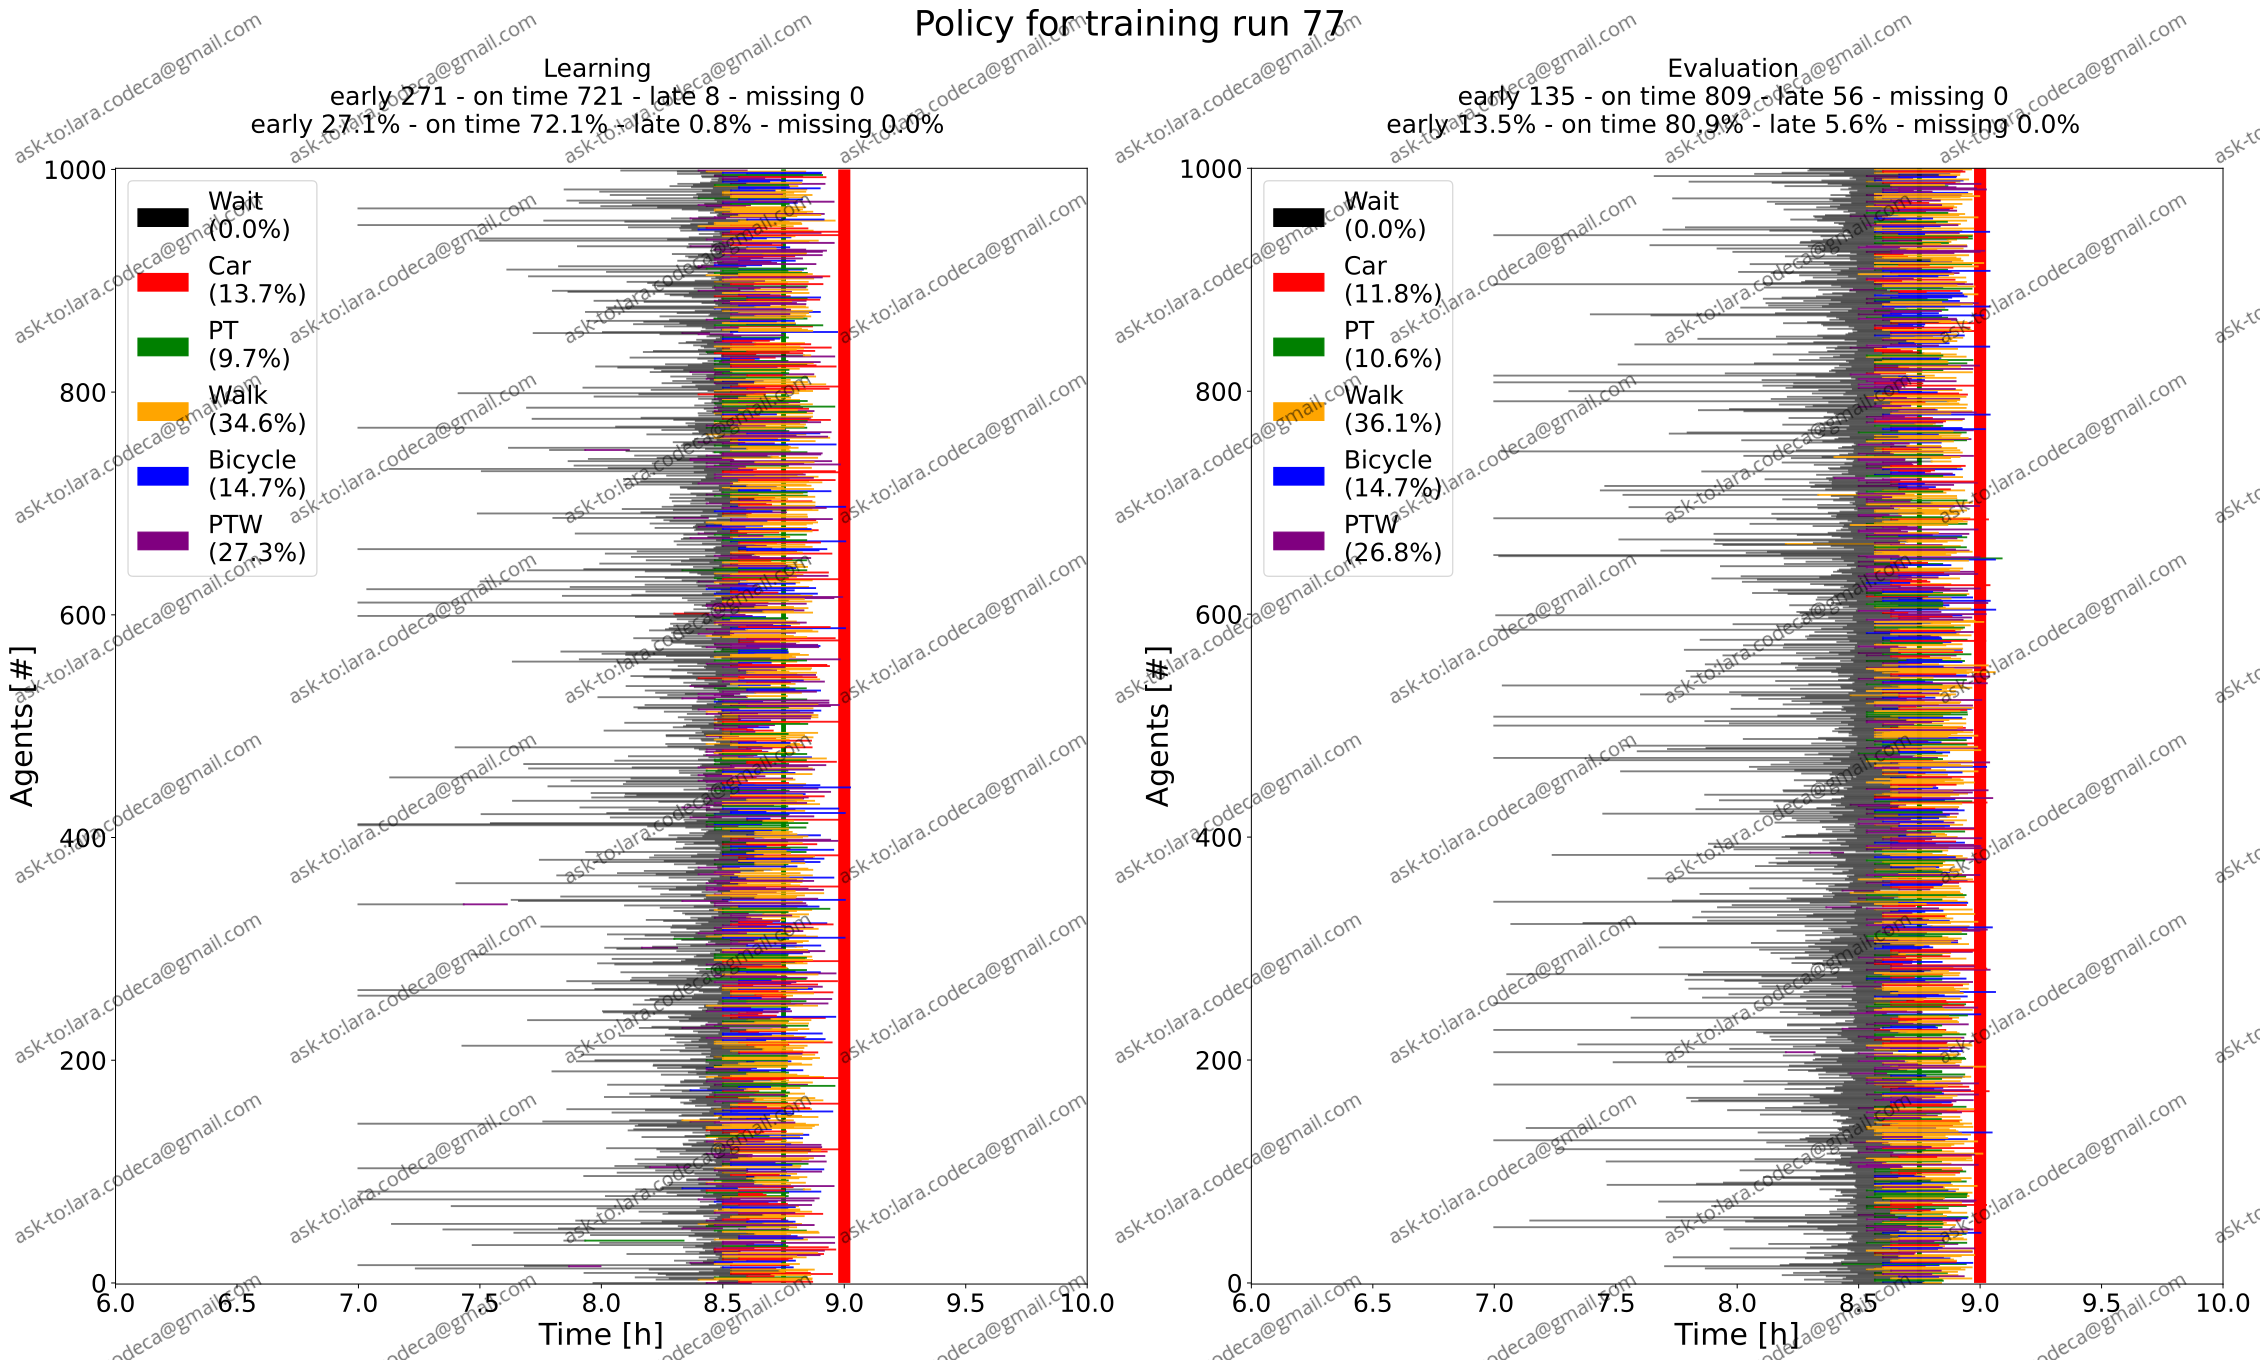 Policy for training run 77
Learning
early 271 - on time 721 - late 8 - missing 0
early 27.1% - on time 72.1% - late 0.8% - missing 0.0%
Evaluation
early 135 - on time 809 - late 56 - missing 0
early 13.5% - on time 80.9% - late 5.6% - missing 0.0%
Agents [#]
1000
800
600
400
200
0
Wait
(0.0%)
Car
(13.7%)
PT
(9.7%)
Walk
(34.6%)
Bicycle
(14.7%)
PTW
(27.3%)
6.0 6.5 7.0 7.5 8.0 8.5 9.0 9.5 10.0
Time [h]
Agents [#]
1000
800
600
400
200
0
Wait
(0.0%)
Car
(11.8%)
PT
(10.6%)
Walk
(36.1%)
Bicycle
(14.7%)
PTW
(26.8%)
6.0 6.5 7.0 7.5 8.0 8.5 9.0 9.5 10.0
Time [h]
ask-to:lara.codeca@gmail.com